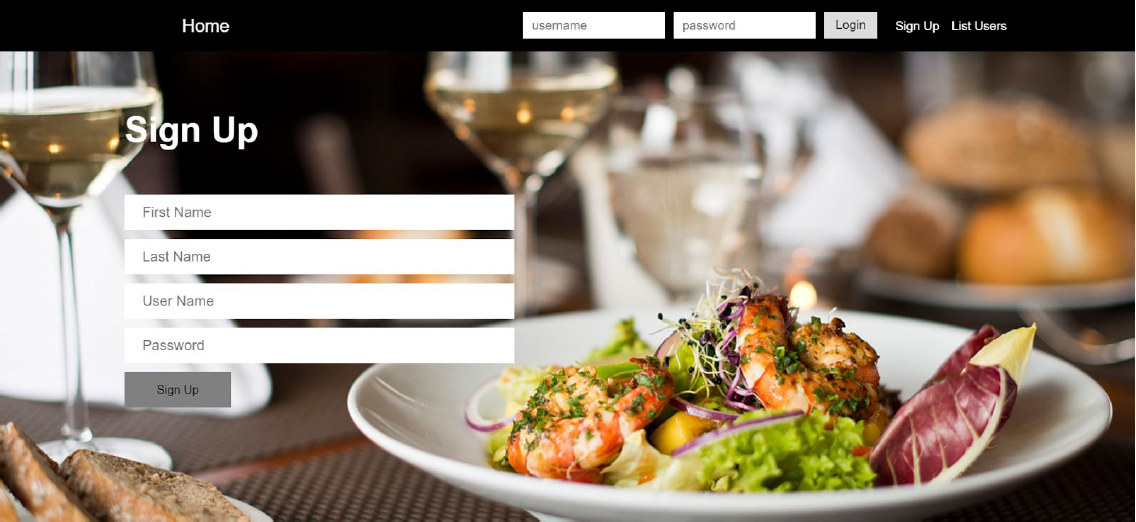 Home username password Login Sign Up List Users
Sign Up
First Name
Last Name
User Name
Password
Sign Up